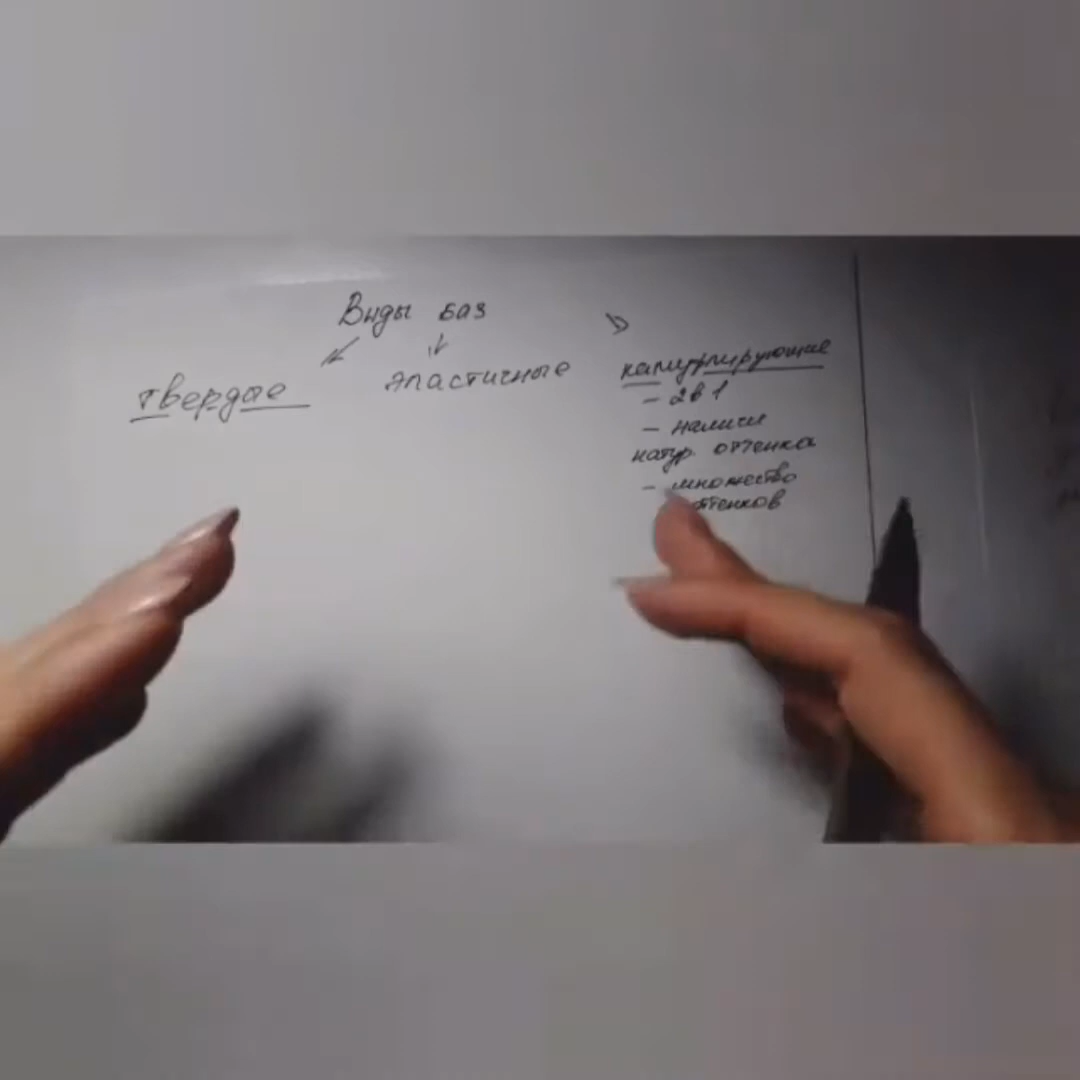 Виды баз
твердые
эластичные
камуфлирующие
- 2в1
- наличие
натур. оттенка
- множество
оттенков